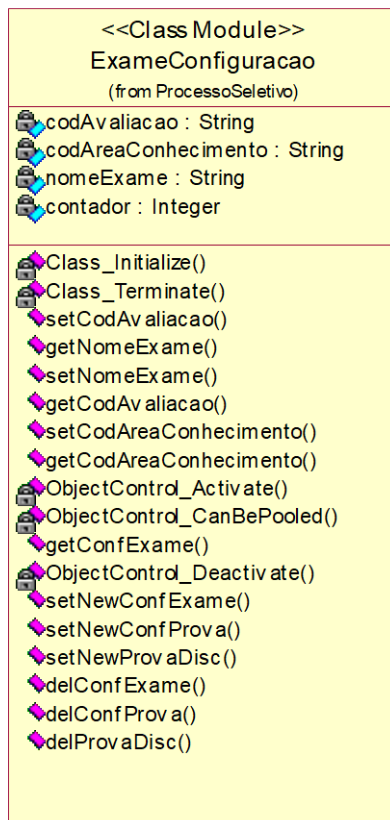 <<Class Module>>
ExameConfiguracao
(from ProcessoSeletivo)
codAvaliacao : String
codAreaConhecimento : String
nomeExame : String
contador : Integer
Class_Initialize()
Class_Terminate()
setCodAvaliacao()
getNomeExame()
setNomeExame()
getCodAvaliacao()
setCodAreaConhecimento()
getCodAreaConhecimento()
ObjectControl_Activate()
ObjectControl_CanBePooled()
getConfExame()
ObjectControl_Deactivate()
setNewConfExame()
setNewConfProva()
setNewProvaDisc()
delConfExame()
delConfProva()
delProvaDisc()